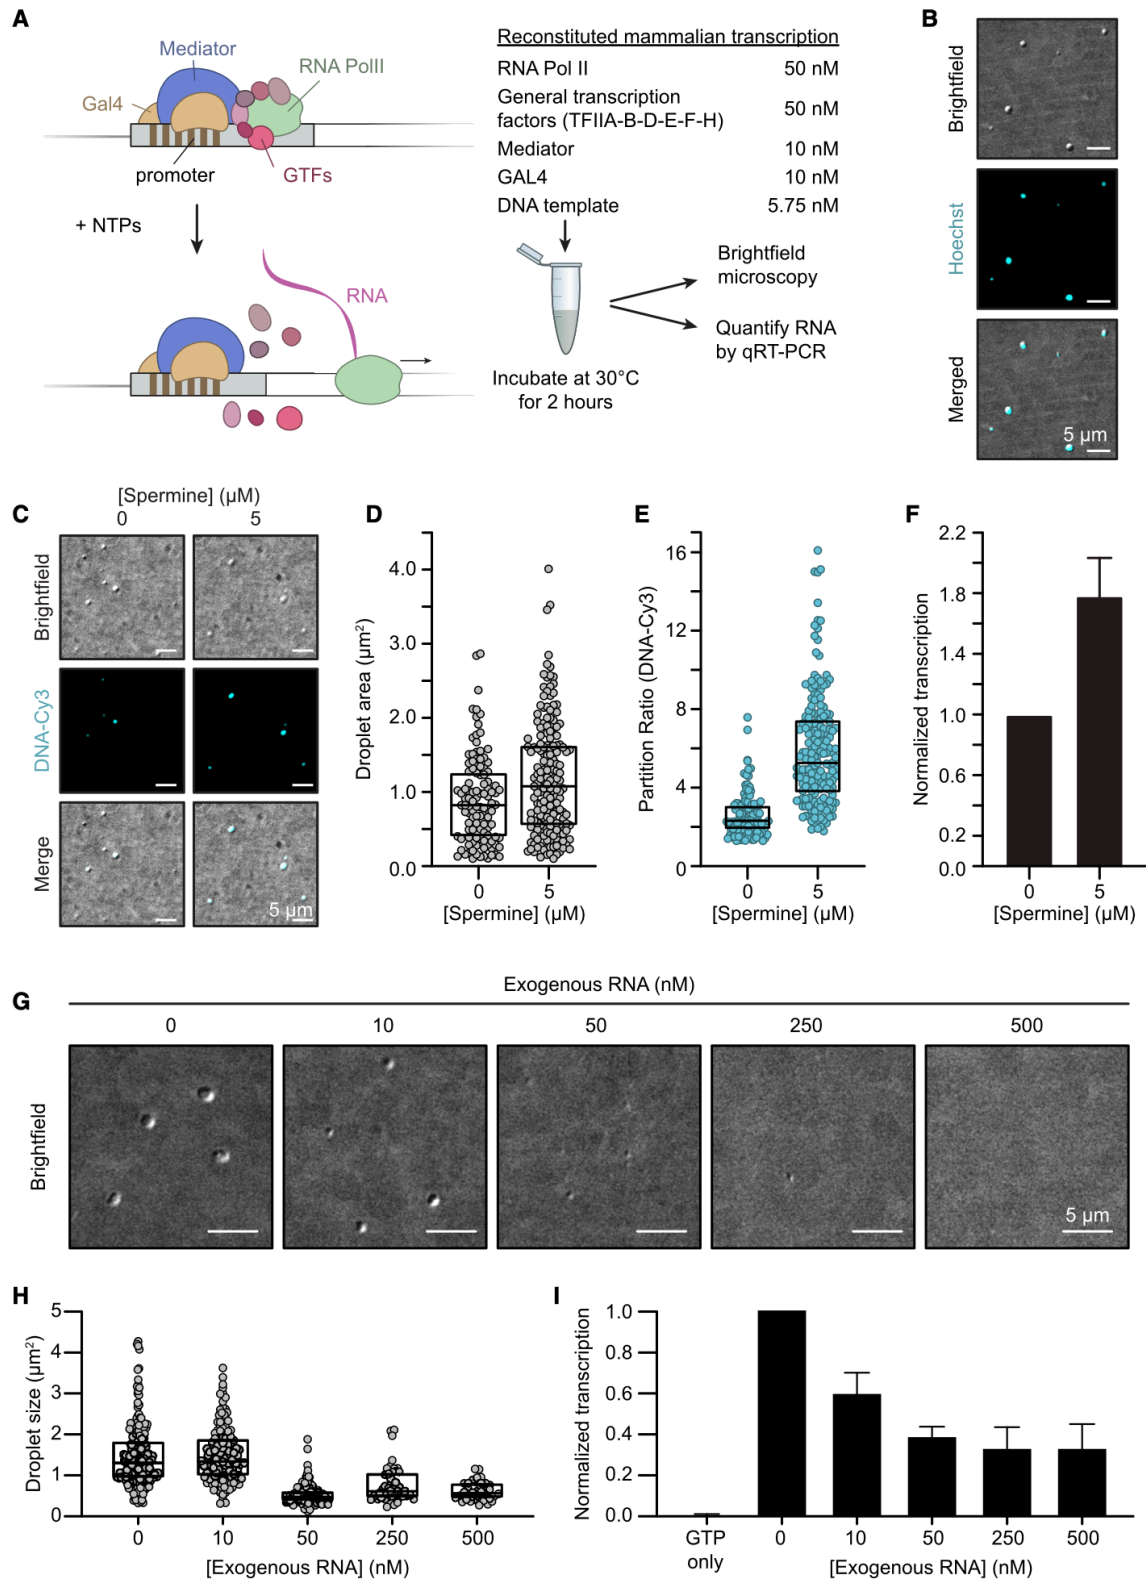 A
Mediator
RNA PolII
Gal4
promoter
GTFs
+ NTPs
RNA
Reconstituted mammalian transcription
RNA Pol II 50 nM
General transcription
factors (TFIIA-B-D-E-F-H) 50 nM
Mediator 10 nM
GAL4 10 nM
DNA template 5.75 nM
Brightfield
microscopy
Quantify RNA
by qRT-PCR
Incubate at 30°C
for 2 hours
B
Brightfield
Hoechst
Merged
5 µm
C
[Spermine] (µM)
0 5
Brightfield
DNA-Cy3
Merge
5 µm
D
Droplet area (µm²)
4.0
3.0
2.0
1.0
0.0
0 5
[Spermine] (µM)
E
Partition Ratio (DNA-Cy3)
16
12
8
4
0
0 5
[Spermine] (µM)
F
Normalized transcription
2.2
1.8
1.4
1.0
0.6
0.2
0.0
0 5
[Spermine] (µM)
G
Exogenous RNA (nM)
0 10 50 250 500
Brightfield
5 µm
H
Droplet size (µm²)
5
4
3
2
1
0
0 10 50 250 500
[Exogenous RNA] (nM)
I
Normalized transcription
1.0
0.8
0.6
0.4
0.2
0.0
GTP
only
0 10 50 250 500
[Exogenous RNA] (nM)